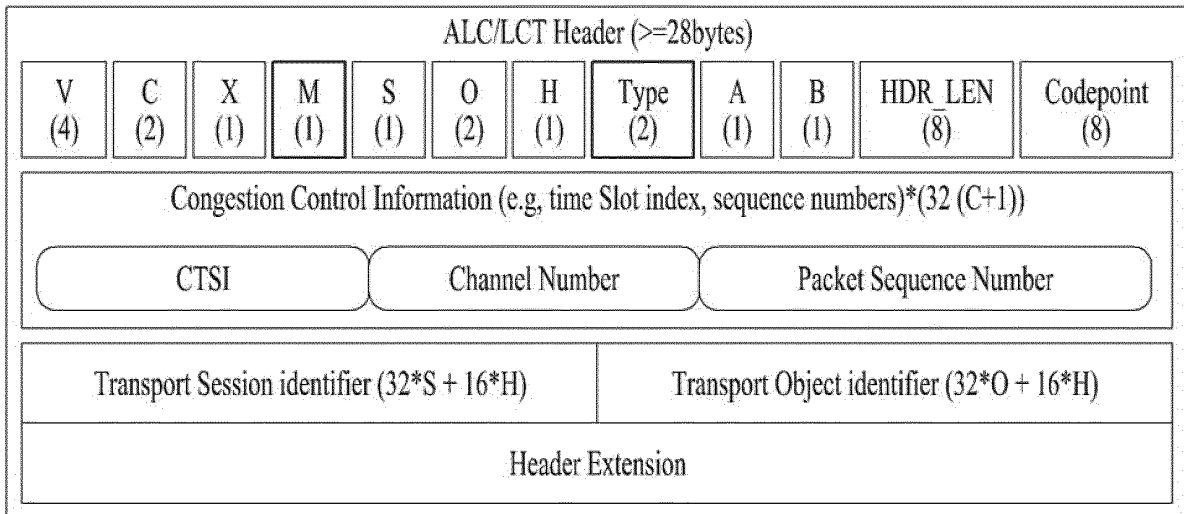 ALC/LCT Header (>=28bytes)
V C X M S O H Type A B HDR_LEN Codepoint
(4) (2) (1) (1) (1) (2) (1) (2) (1) (1) (8) (8)
Congestion Control Information (e.g, time Slot index, sequence numbers)*(32 (C+1))
CTSI Channel Number Packet Sequence Number
Transport Session identifier (32*S + 16*H) Transport Object identifier (32*O + 16*H)
Header Extension